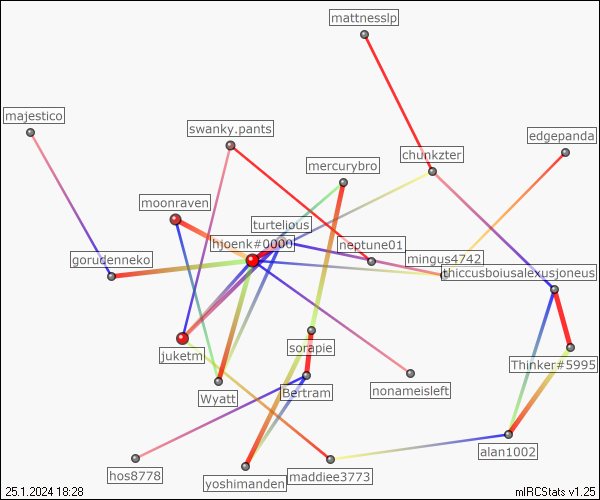 mattnesslp
majestico
swanky.pants
edgepanda
chunkzter
mercurybro
moonraven
turtelious
hjoenk#0000
neptune01
gorudenneko
mingus4742
thiccusboiusalexusjoneus
juketm
sorapie
Thinker#5995
Wyatt
Bertram
nonameisleft
alan1002
hos8778
yoshimanden
maddiee3773
25.1.2024 18:28
mIRCStats v1.25